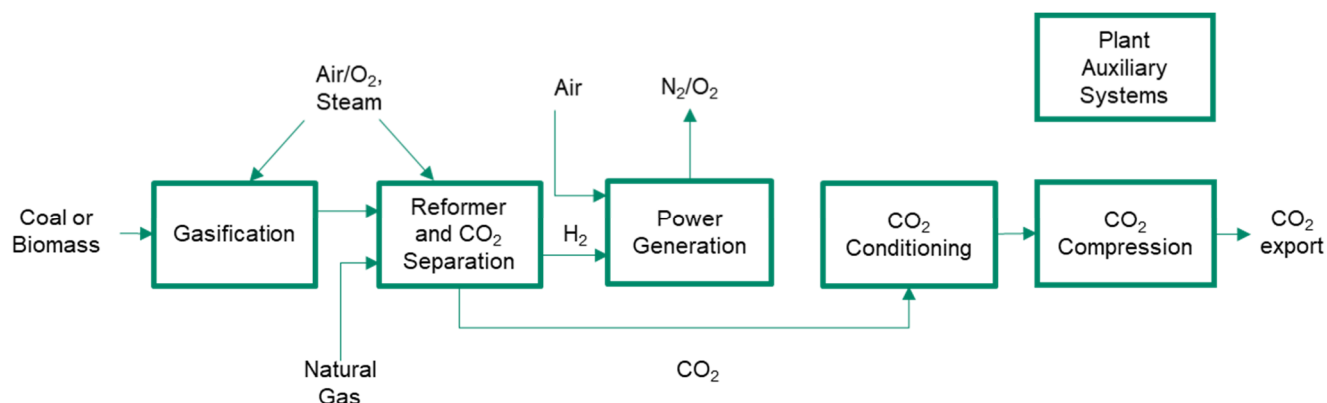 Plant
Auxiliary
Systems
Air/O₂,
Steam
Air
N₂/O₂
Coal or
Biomass
Gasification
Reformer
and CO₂
Separation
H₂
Power
Generation
CO₂
Conditioning
CO₂
Compression
CO₂
export
Natural
Gas
CO₂